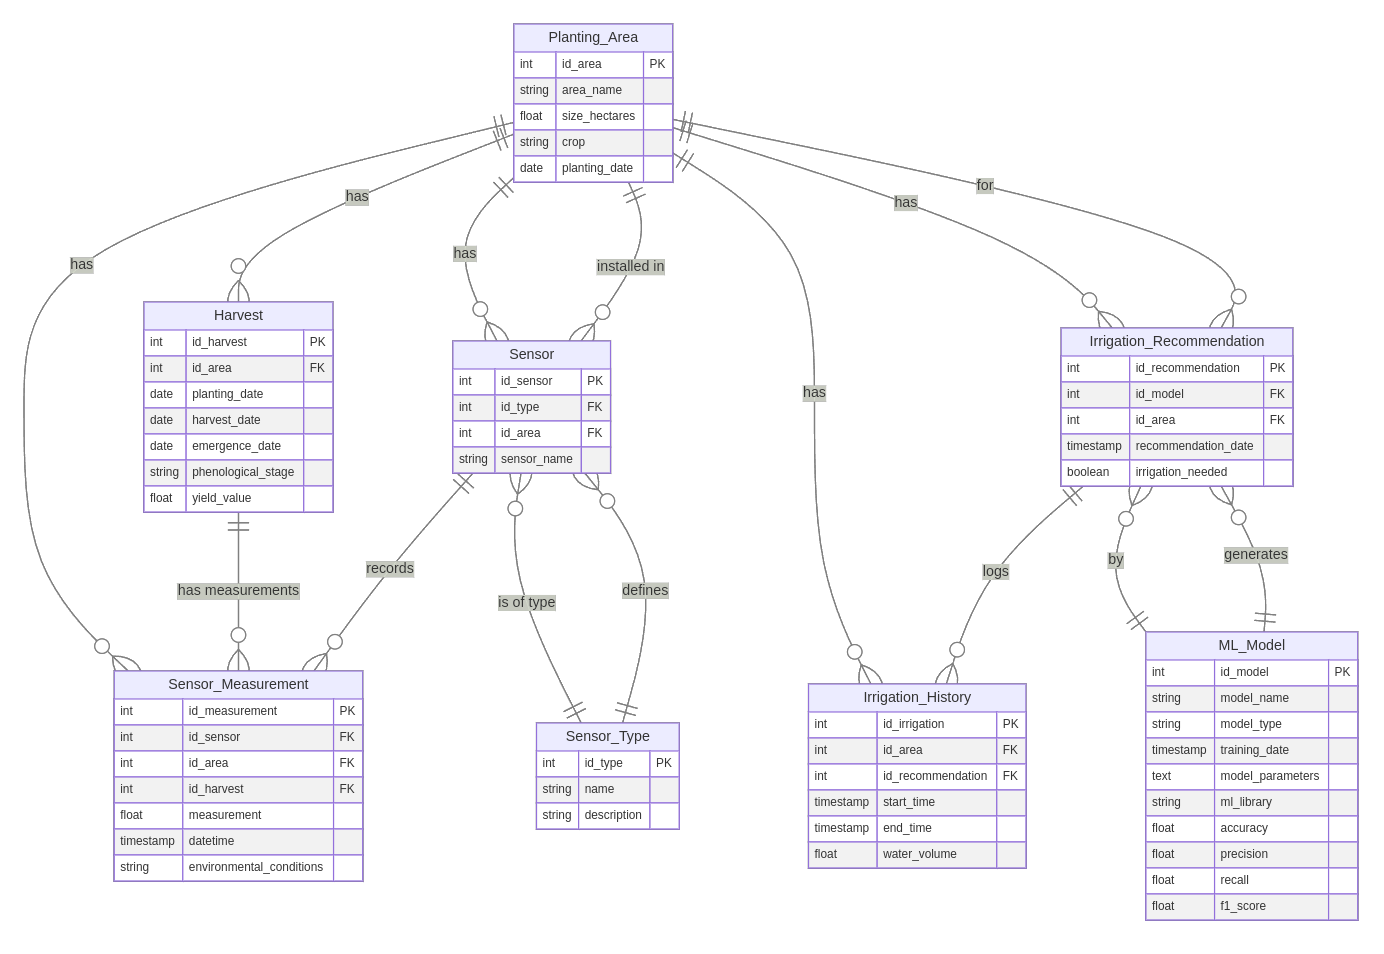 Planting_Area
int id_area PK
string area_name
float size_hectares
string crop
date planting_date
has
has
has
installed in
has
has
for
Harvest
int id_harvest PK
int id_area FK
date planting_date
date harvest_date
date emergence_date
string phenological_stage
float yield_value
Sensor
int id_sensor PK
int id_type FK
int id_area FK
string sensor_name
Irrigation_Recommendation
int id_recommendation PK
int id_model FK
int id_area FK
timestamp recommendation_date
boolean irrigation_needed
has measurements
records
is of type
defines
logs
by
generates
Sensor_Measurement
int id_measurement PK
int id_sensor FK
int id_area FK
int id_harvest FK
float measurement
timestamp datetime
string environmental_conditions
Sensor_Type
int id_type PK
string name
string description
Irrigation_History
int id_irrigation PK
int id_area FK
int id_recommendation FK
timestamp start_time
timestamp end_time
float water_volume
ML_Model
int id_model PK
string model_name
string model_type
timestamp training_date
text model_parameters
string ml_library
float accuracy
float precision
float recall
float f1_score